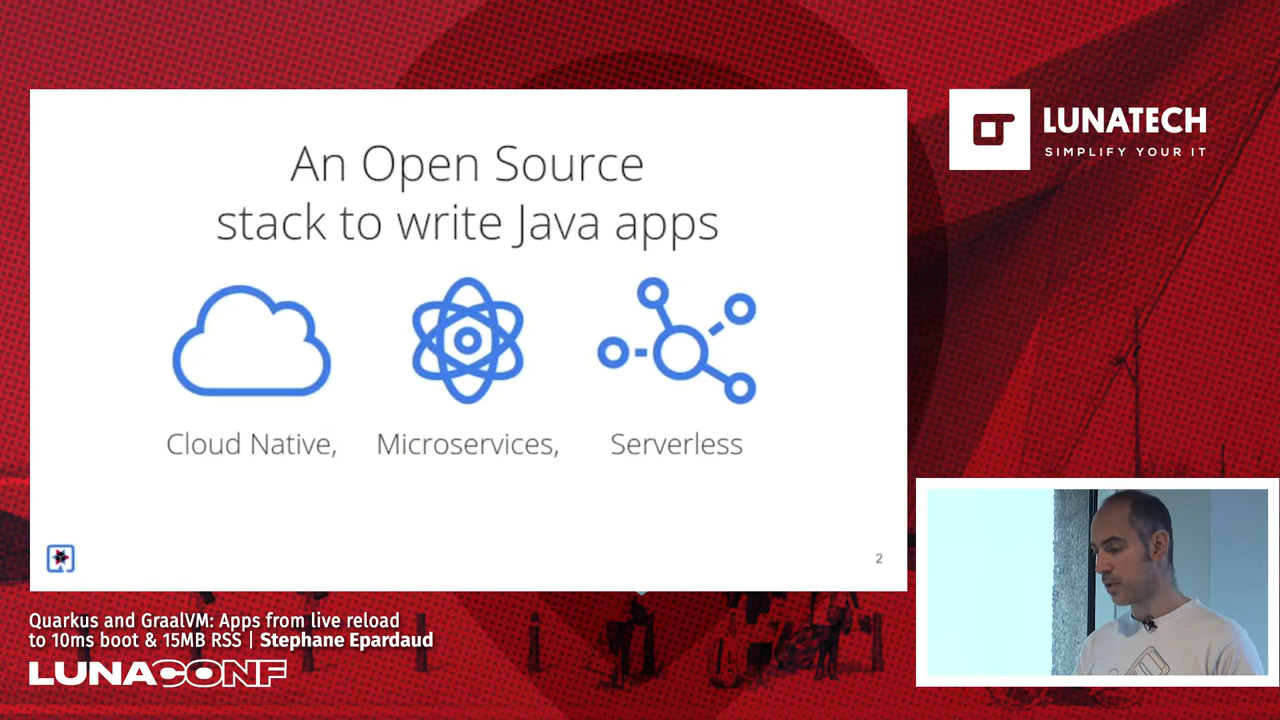 An Open Source
stack to write Java apps
Cloud Native,
Microservices,
Serverless
2
LUNATECH
SIMPLIFY YOUR IT
Quarkus and GraalVM: Apps from live reload
to 10ms boot & 15MB RSS | Stephane Epardaud
LUNACONF